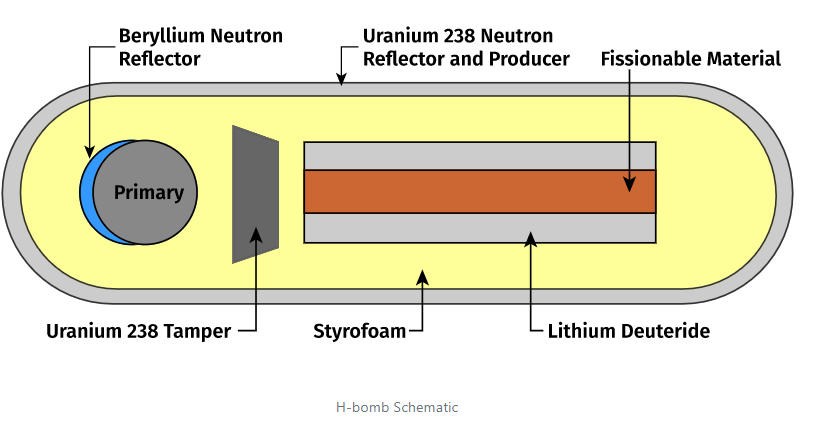 Beryllium Neutron
Reflector
Uranium 238 Neutron
Reflector and Producer
Fissionable Material
Primary
Uranium 238 Tamper
Styrofoam
Lithium Deuteride
H-bomb Schematic